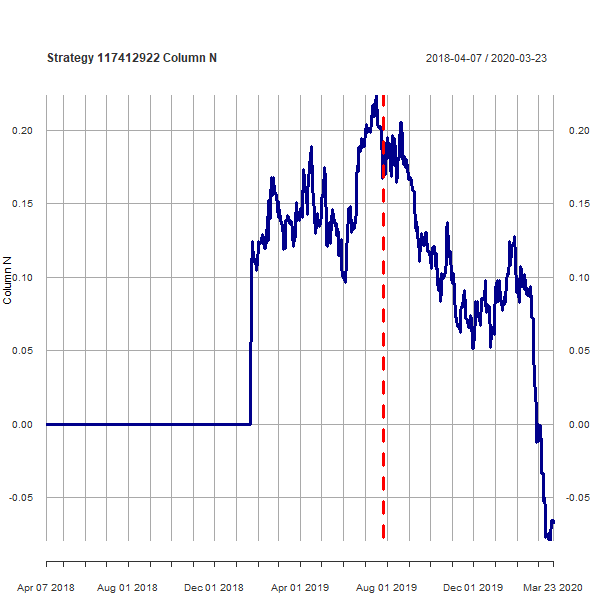 Strategy 117412922 Column N
2018-04-07 / 2020-03-23
0.20
0.20
0.15
0.15
0.10
0.10
Column N
0.05
0.05
0.00
0.00
-0.05
-0.05
Apr 07 2018
Aug 01 2018
Dec 01 2018
Apr 01 2019
Aug 01 2019
Dec 01 2019
Mar 23 2020